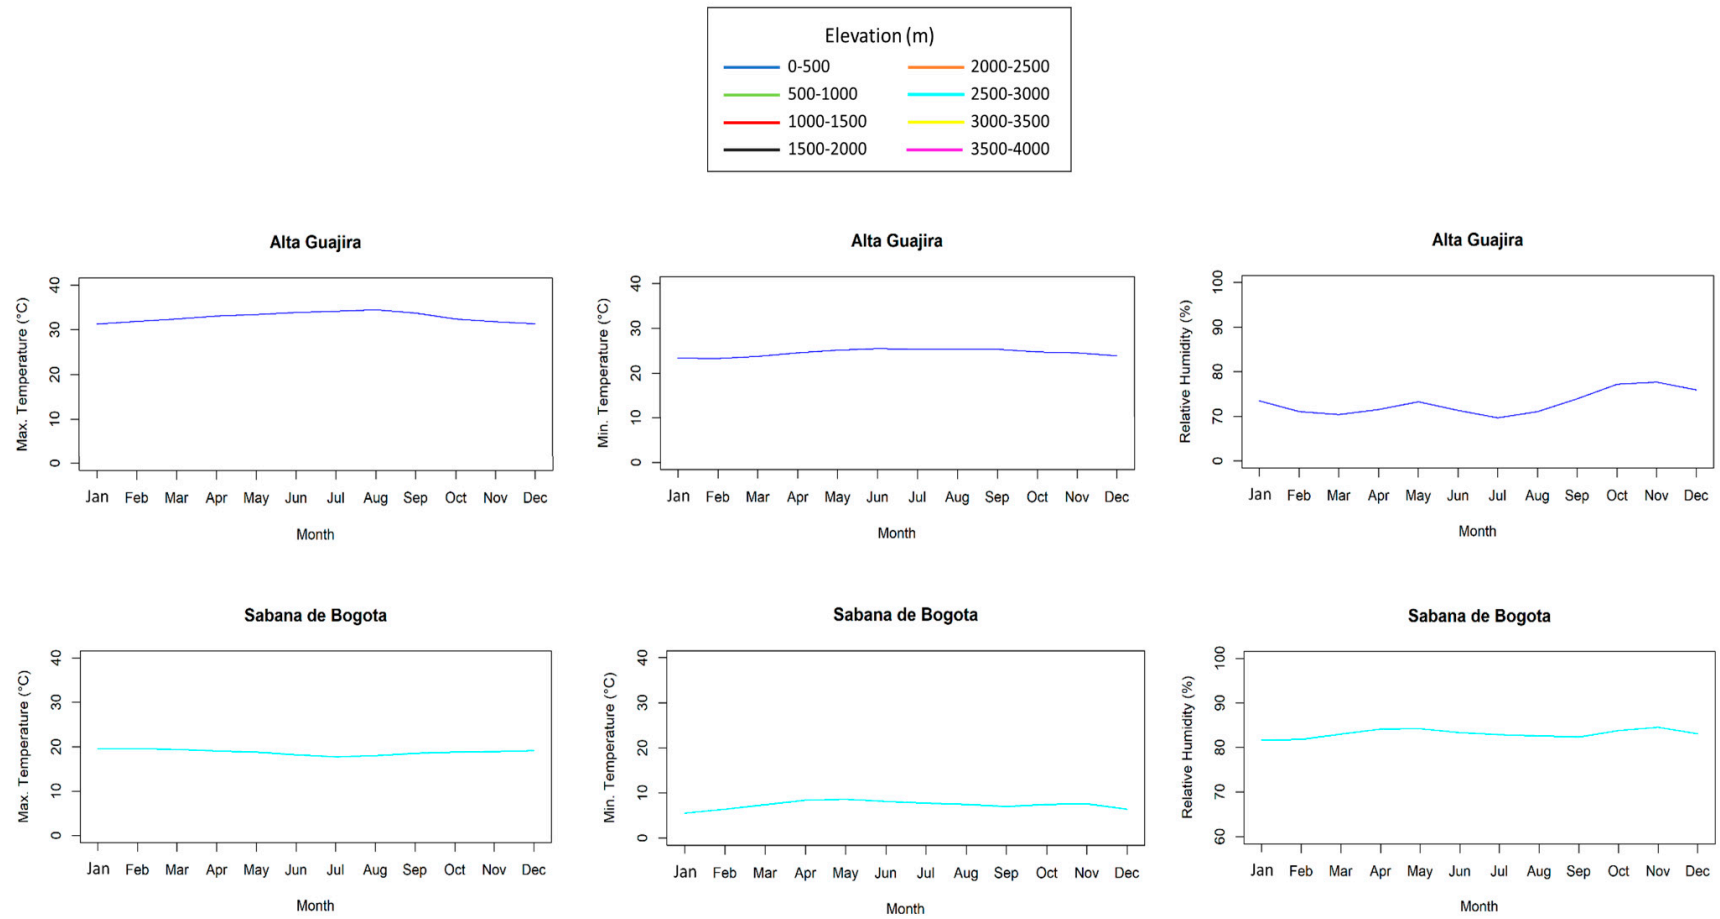 Elevation (m)
0-500 2000-2500
500-1000 2500-3000
1000-1500 3000-3500
1500-2000 3500-4000
Alta Guajira
Max. Temperature (°C)
40
30
20
10
0
Jan Feb Mar Apr May Jun Jul Aug Sep Oct Nov Dec
Month
Alta Guajira
Min. Temperature (°C)
40
30
20
10
0
Jan Feb Mar Apr May Jun Jul Aug Sep Oct Nov Dec
Month
Alta Guajira
Relative Humidity (%)
100
90
80
70
0
Jan Feb Mar Apr May Jun Jul Aug Sep Oct Nov Dec
Month
Sabana de Bogota
Max. Temperature (°C)
40
30
20
10
0
Jan Feb Mar Apr May Jun Jul Aug Sep Oct Nov Dec
Month
Sabana de Bogota
Min. Temperature (°C)
40
30
20
10
0
Jan Feb Mar Apr May Jun Jul Aug Sep Oct Nov Dec
Month
Sabana de Bogota
Relative Humidity (%)
100
90
80
70
60
Jan Feb Mar Apr May Jun Jul Aug Sep Oct Nov Dec
Month